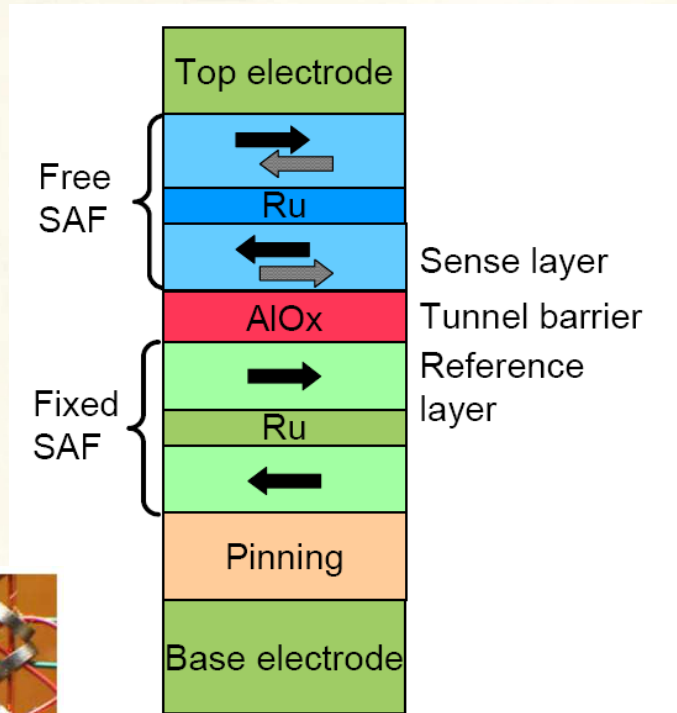 Top electrode
Free
SAF
Ru
Sense layer
AlOx
Tunnel barrier
Reference
layer
Fixed
SAF
Ru
Pinning
Base electrode